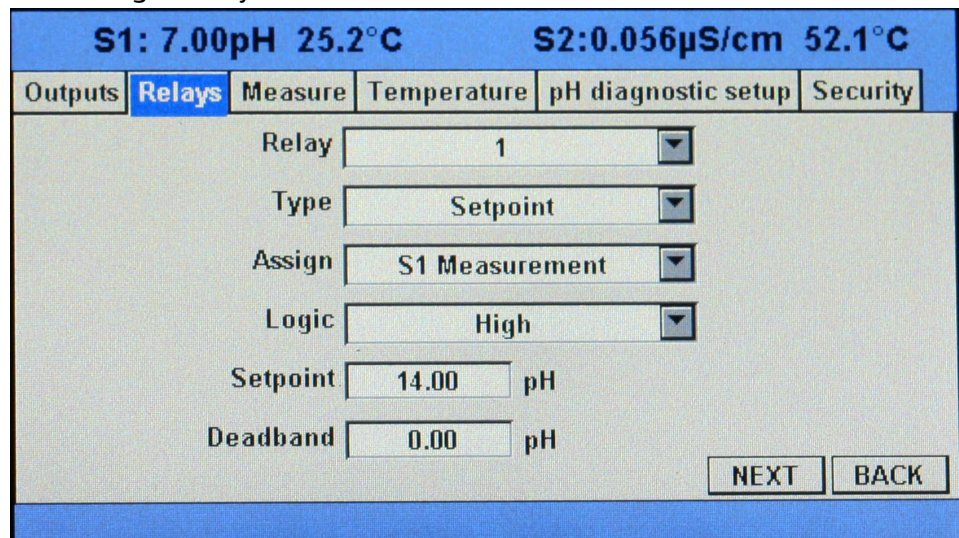 S1: 7.00pH 25.2°C S2:0.056µS/cm 52.1°C
Outputs Relays Measure Temperature pH diagnostic setup Security
Relay 1
Type Setpoint
Assign S1 Measurement
Logic High
Setpoint 14.00 pH
Deadband 0.00 pH
NEXT BACK